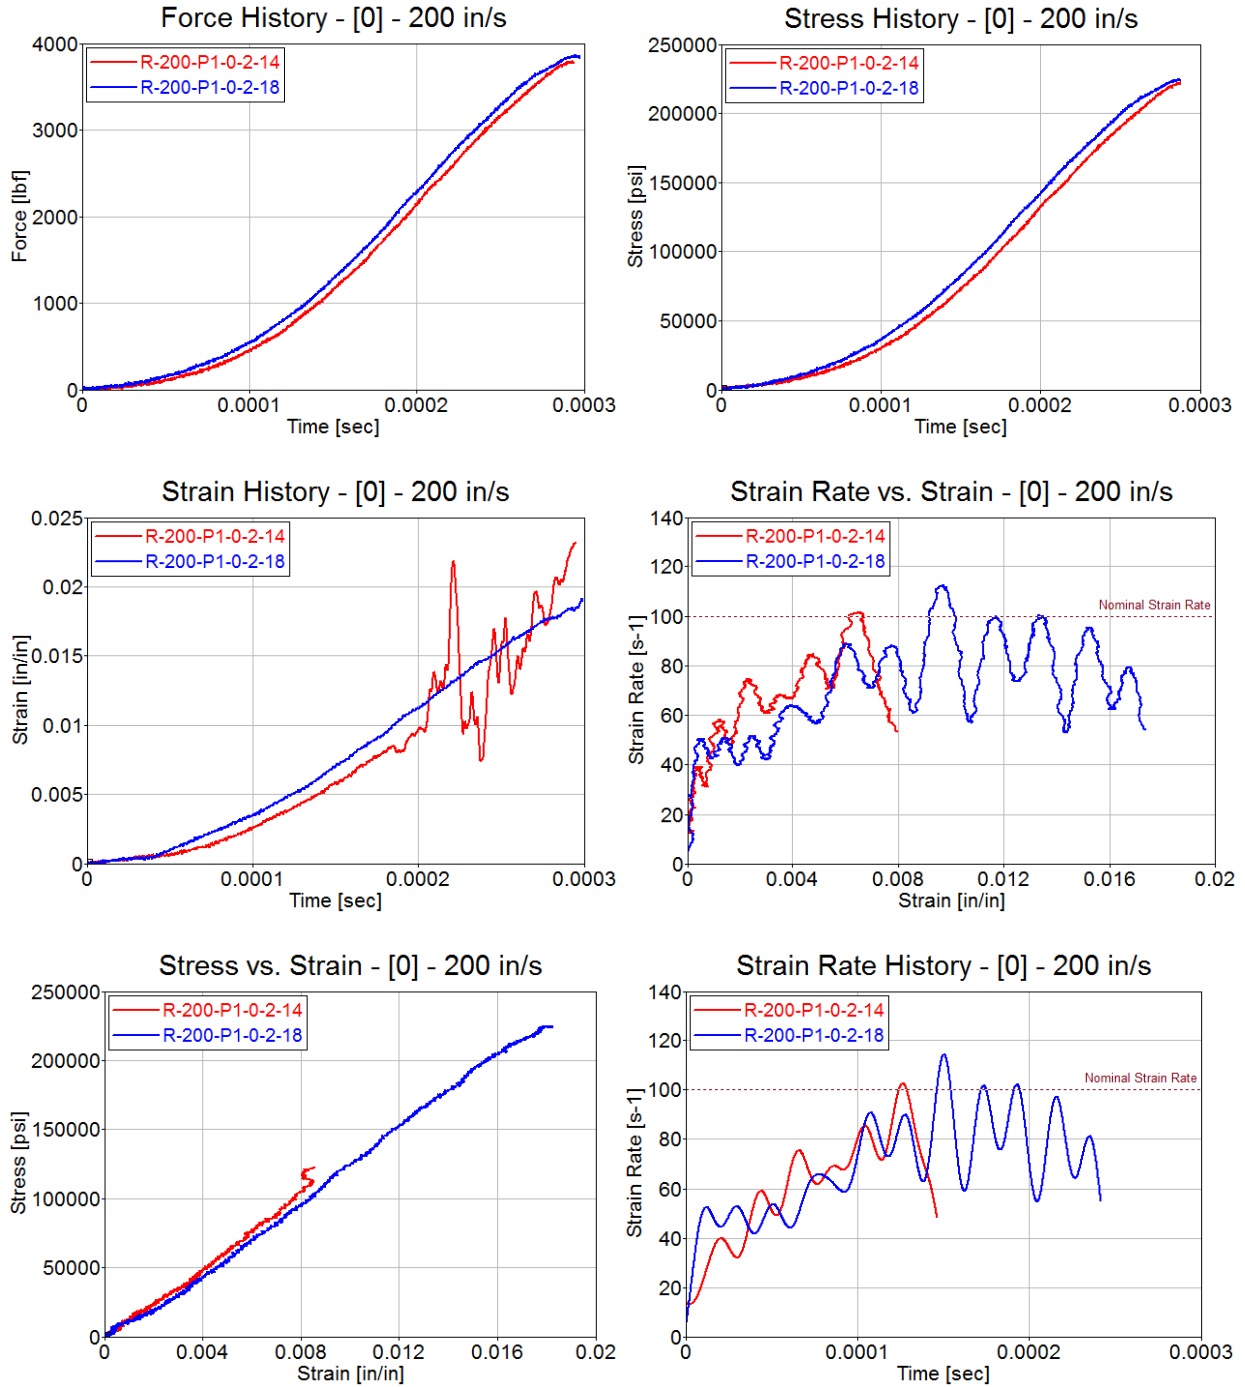 Force History - [0] - 200 in/s
4000
3000
2000
1000
0
Force [lbf]
R-200-P1-0-2-14
R-200-P1-0-2-18
0
0.0001
0.0002
0.0003
Time [sec]
Stress History - [0] - 200 in/s
250000
200000
150000
100000
50000
0
Stress [psi]
R-200-P1-0-2-14
R-200-P1-0-2-18
0
0.0001
0.0002
0.0003
Time [sec]
Strain History - [0] - 200 in/s
0.025
0.02
0.015
0.01
0.005
0
Strain [in/in]
R-200-P1-0-2-14
R-200-P1-0-2-18
0
0.0001
0.0002
0.0003
Time [sec]
Strain Rate vs. Strain - [0] - 200 in/s
140
120
100
80
60
40
20
0
Strain Rate [s-1]
R-200-P1-0-2-14
R-200-P1-0-2-18
Nominal Strain Rate
0
0.004
0.008
0.012
0.016
0.02
Strain [in/in]
Stress vs. Strain - [0] - 200 in/s
250000
200000
150000
100000
50000
0
Stress [psi]
R-200-P1-0-2-14
R-200-P1-0-2-18
0
0.004
0.008
0.012
0.016
0.02
Strain [in/in]
Strain Rate History - [0] - 200 in/s
140
120
100
80
60
40
20
0
Strain Rate [s-1]
R-200-P1-0-2-14
R-200-P1-0-2-18
Nominal Strain Rate
0
0.0001
0.0002
0.0003
Time [sec]